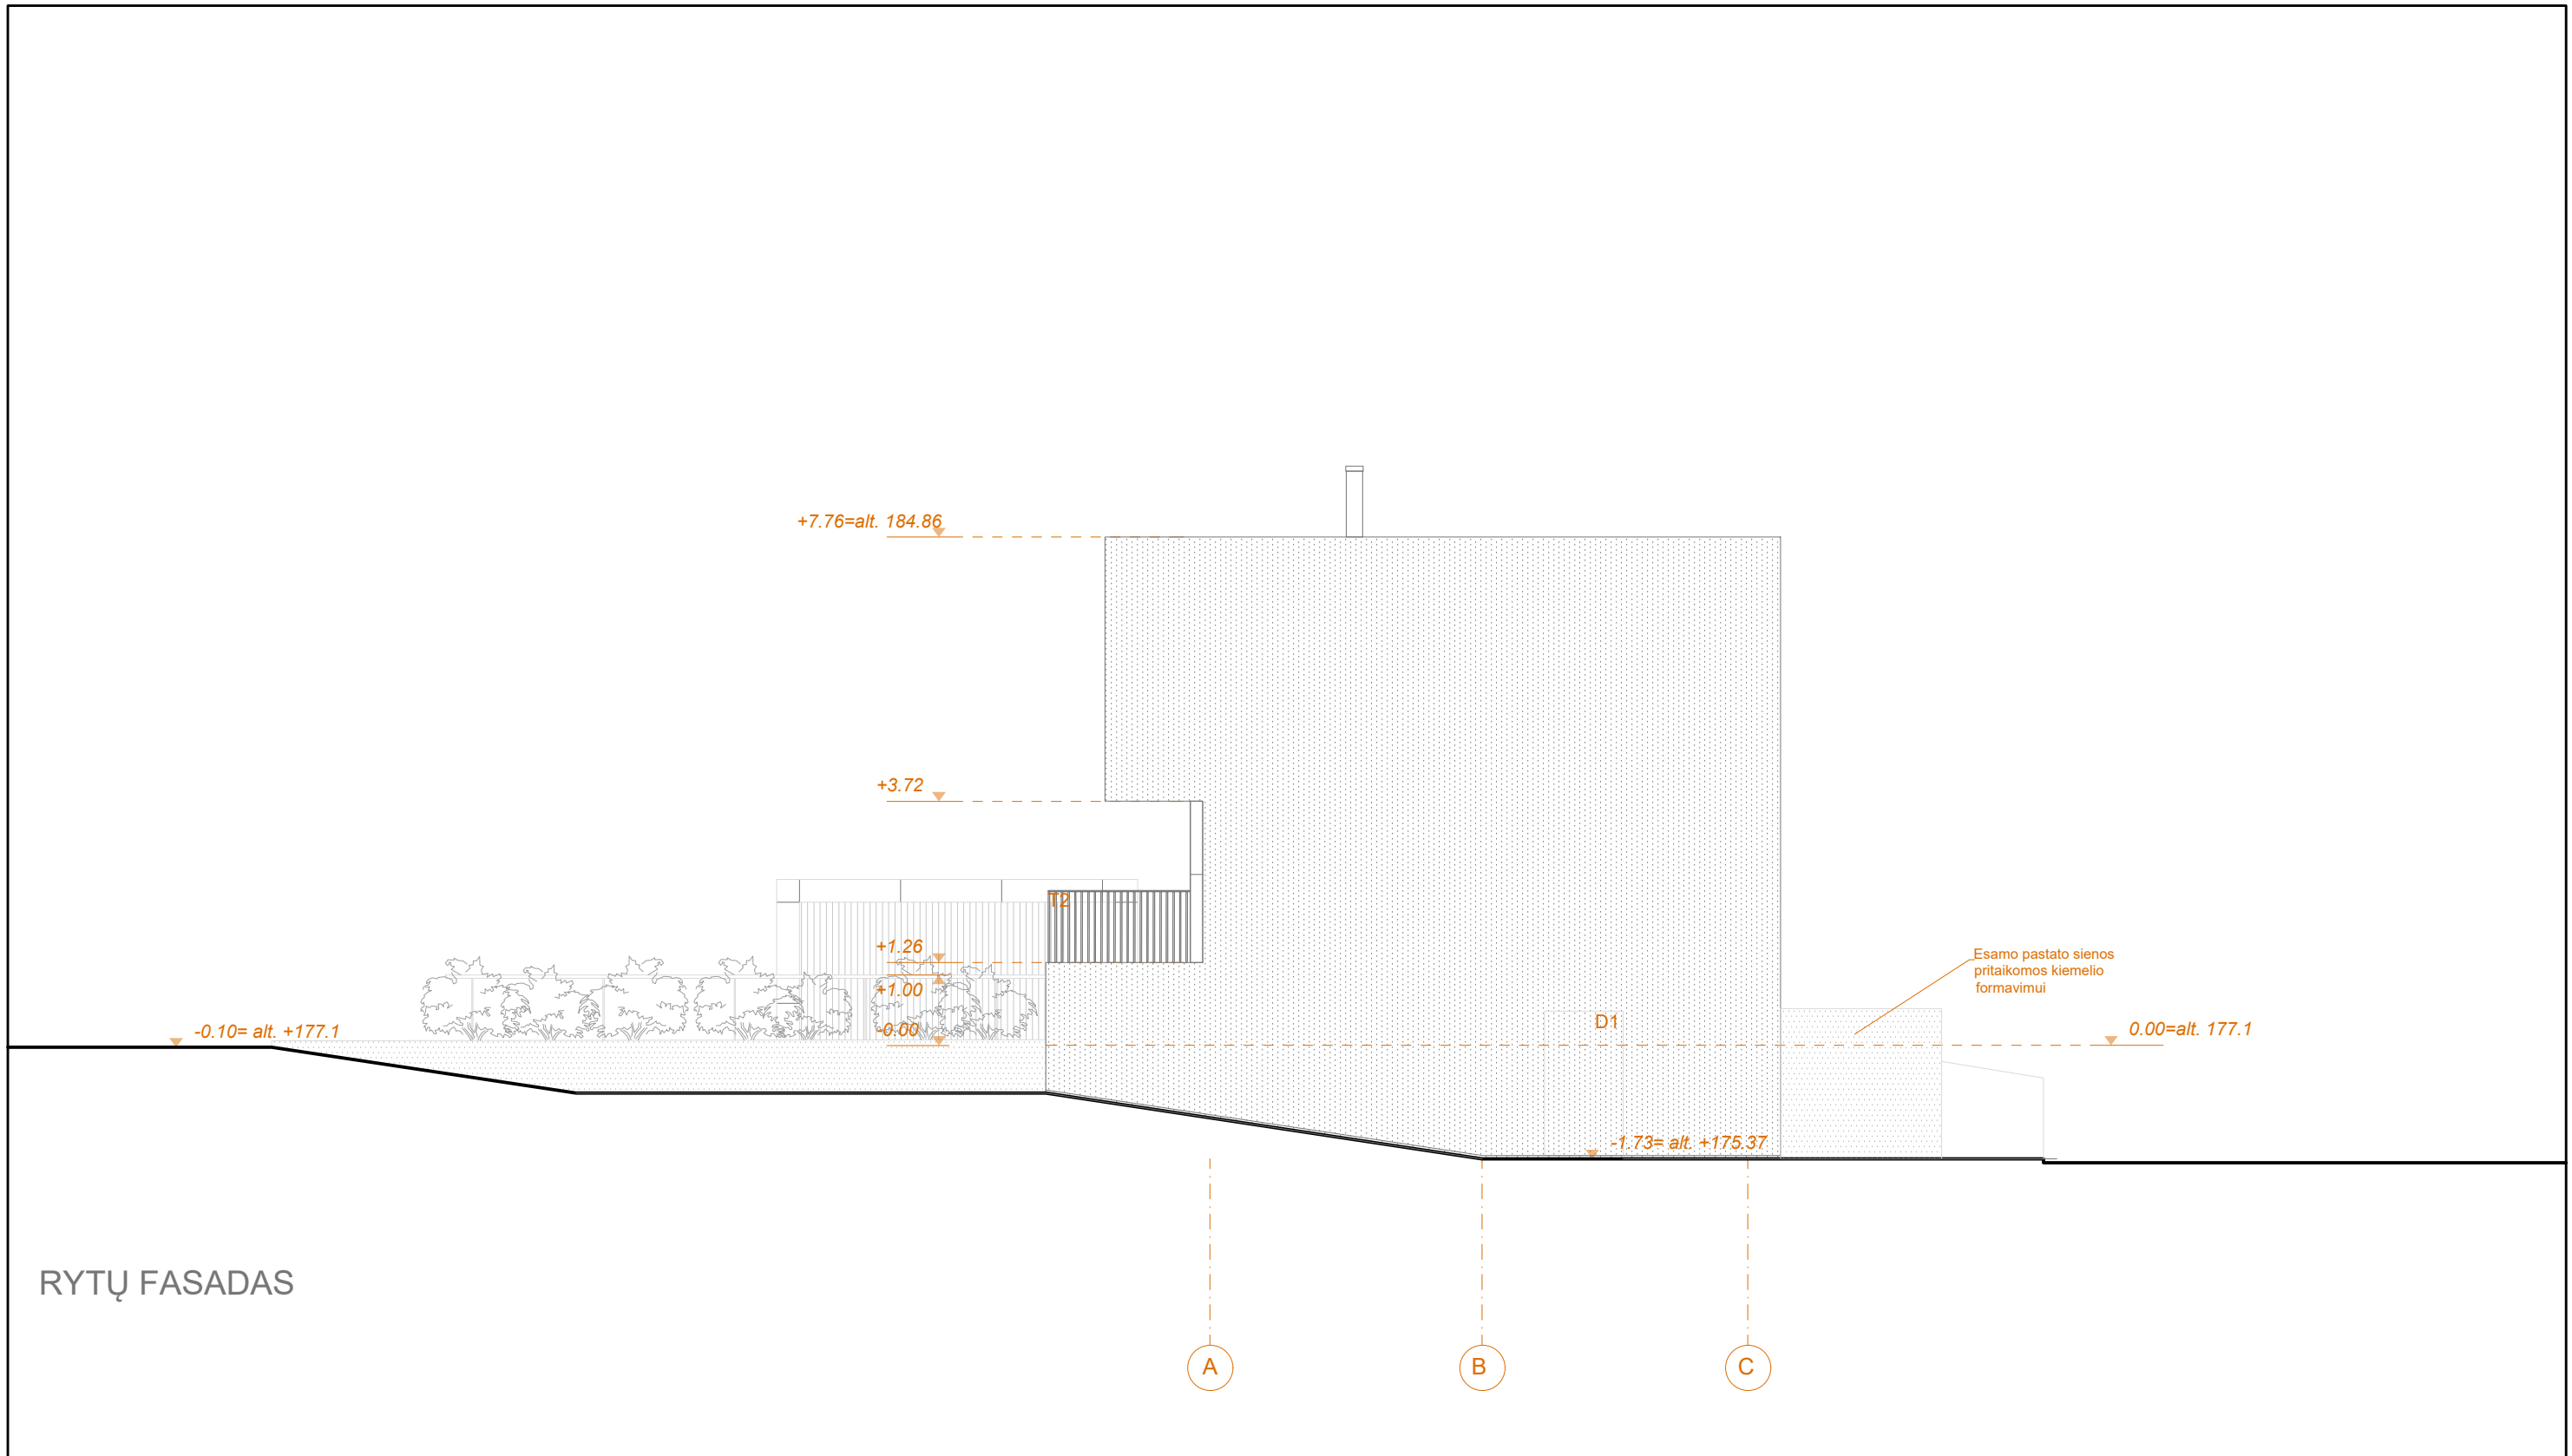 +7.76=alt. 184.86
+3.72
T2
+1.26
+1.00
-0.00
-0.10= alt. +177.1
Esamo pastato sienos
pritaikomos kiemelio
formavimui
D1
0.00=alt. 177.1
-1.73= alt. +175.37
RYTŲ FASADAS
A
B
C